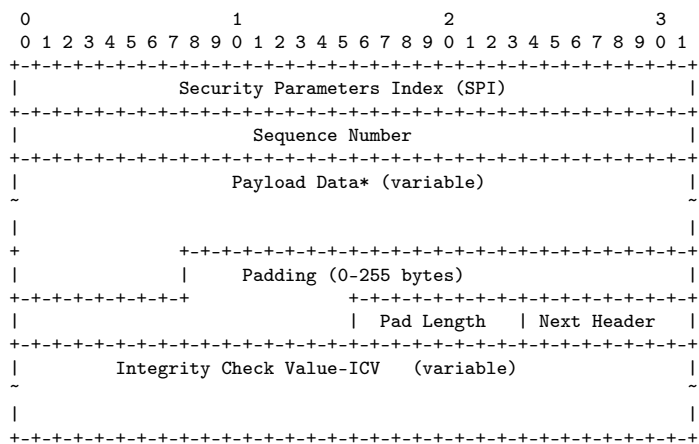 0                   1                   2                   3
 0 1 2 3 4 5 6 7 8 9 0 1 2 3 4 5 6 7 8 9 0 1 2 3 4 5 6 7 8 9 0 1
+-+-+-+-+-+-+-+-+-+-+-+-+-+-+-+-+-+-+-+-+-+-+-+-+-+-+-+-+-+-+-+-+
|               Security Parameters Index (SPI)                 |
+-+-+-+-+-+-+-+-+-+-+-+-+-+-+-+-+-+-+-+-+-+-+-+-+-+-+-+-+-+-+-+-+
|                      Sequence Number                          |
+-+-+-+-+-+-+-+-+-+-+-+-+-+-+-+-+-+-+-+-+-+-+-+-+-+-+-+-+-+-+-+-+
|                    Payload Data* (variable)                   |
~                                                               ~
|                                                               |
+               +-+-+-+-+-+-+-+-+-+-+-+-+-+-+-+-+-+-+-+-+-+-+-+-+
|               |     Padding (0-255 bytes)                     |
+-+-+-+-+-+-+-+-+               +-+-+-+-+-+-+-+-+-+-+-+-+-+-+-+-+
|                               |  Pad Length   | Next Header   |
+-+-+-+-+-+-+-+-+-+-+-+-+-+-+-+-+-+-+-+-+-+-+-+-+-+-+-+-+-+-+-+-+
|         Integrity Check Value-ICV   (variable)                |
~                                                               ~
|                                                               |
+-+-+-+-+-+-+-+-+-+-+-+-+-+-+-+-+-+-+-+-+-+-+-+-+-+-+-+-+-+-+-+-+